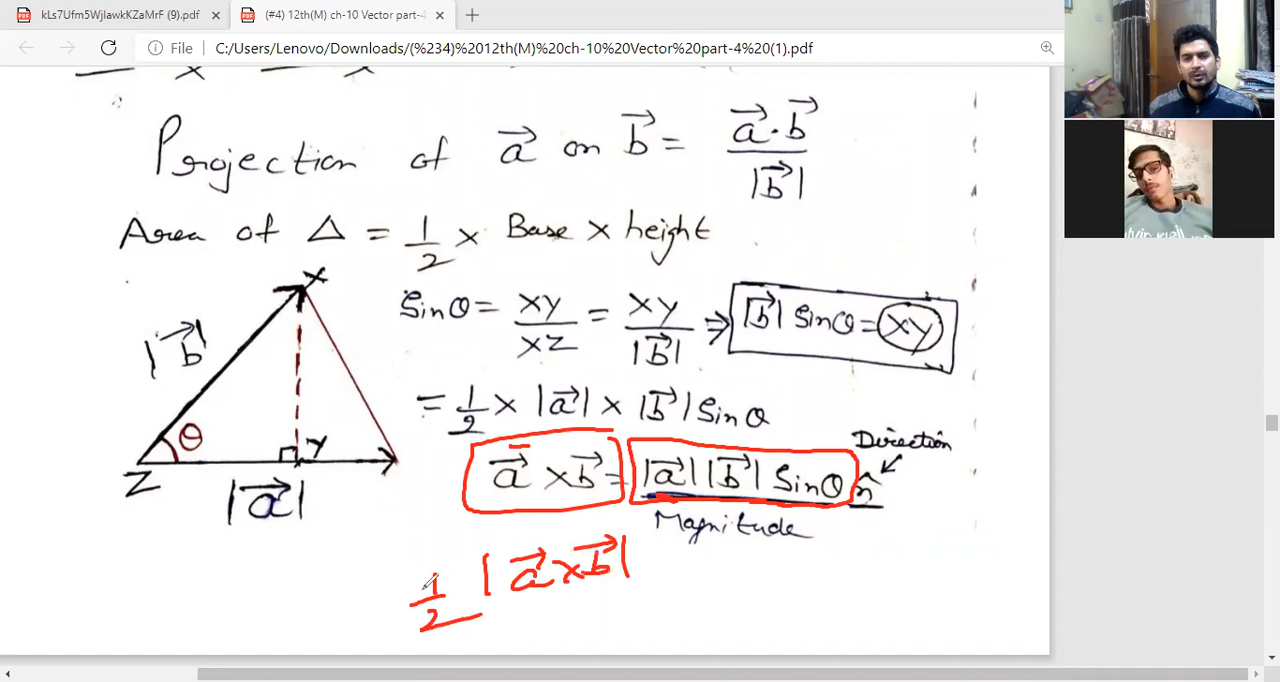 kLs7Ufm5WjlawkKZaMrF (9).pdf
(#4) 12th(M) ch-10 Vector part-4
File C:/Users/Lenovo/Downloads/(%234)%2012th(M)%20ch-10%20Vector%20part-4%20(1).pdf
Projection of a⃗ on b⃗ = a⃗·b⃗ / |b⃗|
Area of Δ = 1/2 × Base × height
X
Sinθ = XY/XZ = XY/|b⃗| ⇒ |b⃗| Sinθ = XY
|b⃗|
= 1/2 × |a⃗| × |b⃗| Sinθ
θ
Y
Direction
Z
a⃗ × b⃗ = |a⃗| |b⃗| Sinθ n̂
|a⃗|
Magnitude
1/2 |a⃗ × b⃗|